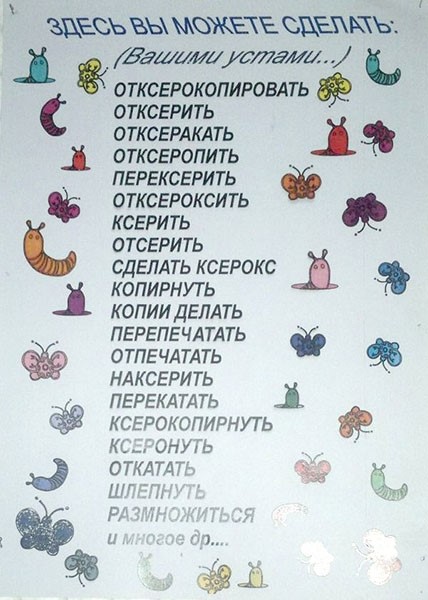 ЗДЕСЬ ВЫ МОЖЕТЕ СДЕЛАТЬ:
(Вашими устами...)
ОТКСЕРОКОПИРОВАТЬ
ОТКСЕРИТЬ
ОТКСЕРАКАТЬ
ОТКСЕРОПИТЬ
ПЕРЕКСЕРИТЬ
ОТКСЕРОКСИТЬ
КСЕРИТЬ
ОТСЕРИТЬ
СДЕЛАТЬ КСЕРОКС
КОПИРНУТЬ
КОПИИ ДЕЛАТЬ
ПЕРЕПЕЧАТАТЬ
ОТПЕЧАТАТЬ
НАКСЕРИТЬ
ПЕРЕКАТАТЬ
КСЕРОКОПИРНУТЬ
КСЕРОНУТЬ
ОТКАТАТЬ
ШЛЕПНУТЬ
РАЗМНОЖИТЬСЯ
и многое др....